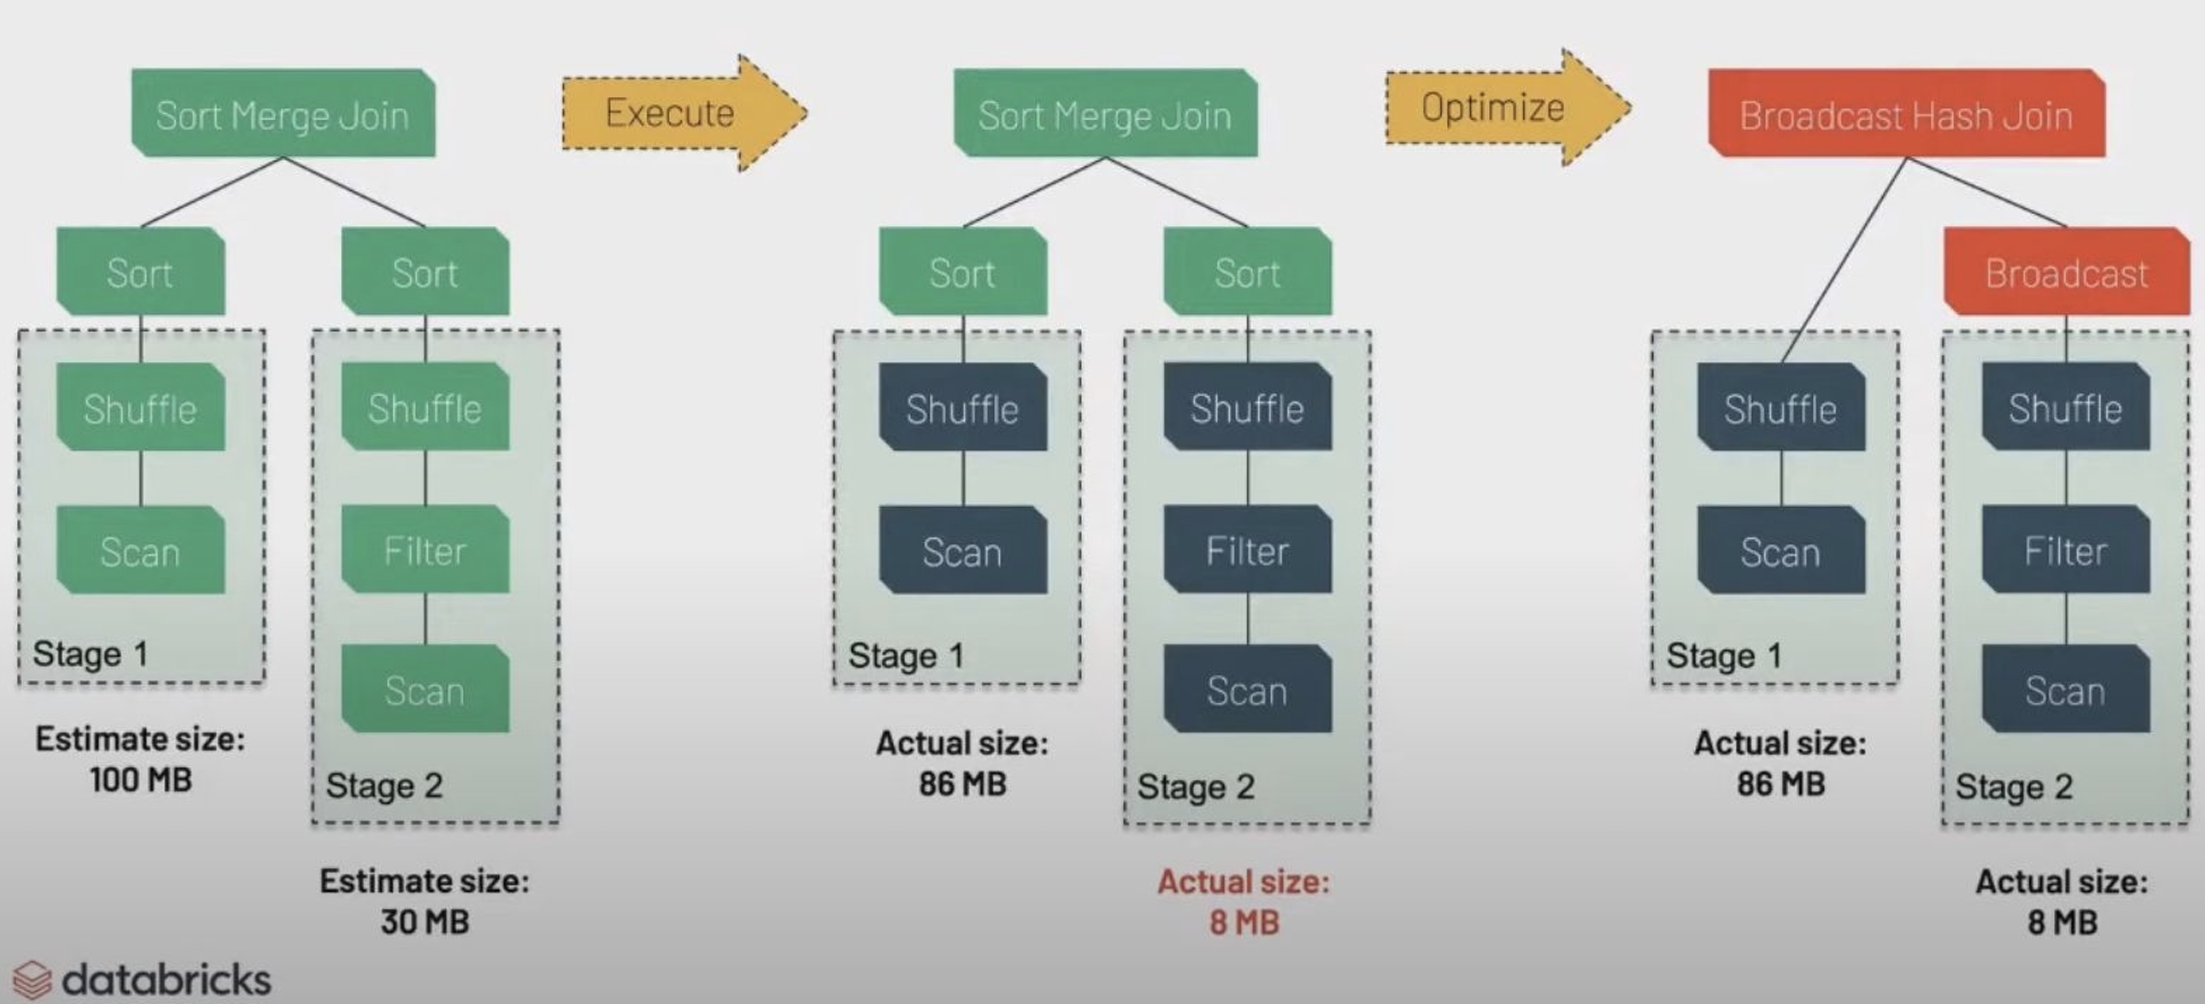 Sort Merge Join
Execute
Sort Merge Join
Optimize
Broadcast Hash Join
Sort
Sort
Sort
Sort
Broadcast
Shuffle
Shuffle
Shuffle
Shuffle
Shuffle
Shuffle
Scan
Filter
Scan
Filter
Scan
Filter
Stage 1
Scan
Stage 1
Scan
Stage 1
Scan
Estimate size:
100 MB
Stage 2
Actual size:
86 MB
Stage 2
Actual size:
86 MB
Stage 2
Estimate size:
30 MB
Actual size:
8 MB
Actual size:
8 MB
databricks